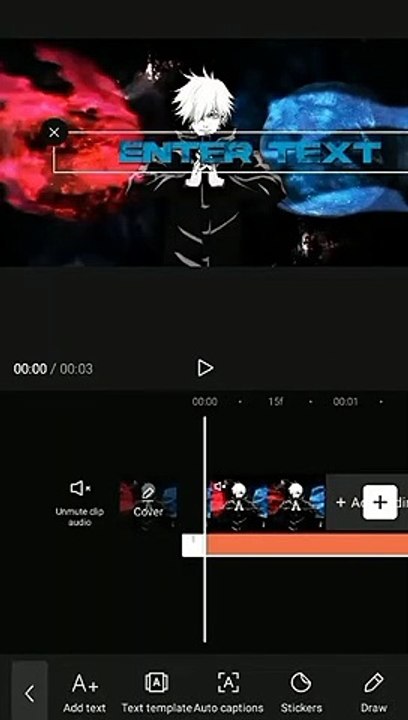 ENTER TEXT
00:00 / 00:03
00:00
15f
00:01
Unmute clip
audio
Cover
Add text
Text template
Auto captions
Stickers
Draw